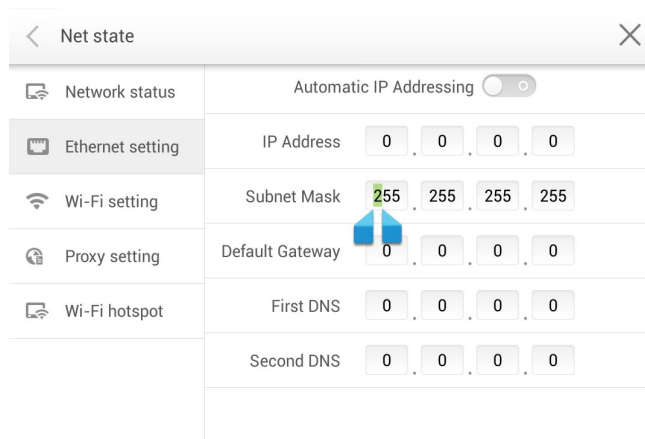 Net state
Network status
Ethernet setting
Wi-Fi setting
Proxy setting
Wi-Fi hotspot
Automatic IP Addressing
IP Address 0 . 0 . 0 . 0
Subnet Mask 255 . 255 . 255 . 255
Default Gateway 0 . 0 . 0 . 0
First DNS 0 . 0 . 0 . 0
Second DNS 0 . 0 . 0 . 0